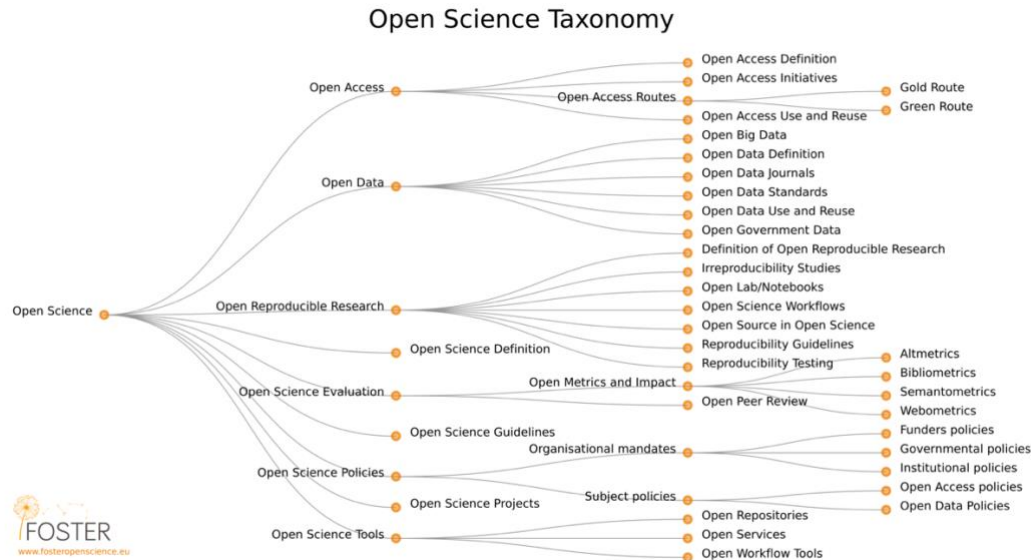 Open Science Taxonomy
Open Science
Open Access
Open Access Definition
Open Access Initiatives
Open Access Routes
Gold Route
Green Route
Open Access Use and Reuse
Open Data
Open Big Data
Open Data Definition
Open Data Journals
Open Data Standards
Open Data Use and Reuse
Open Government Data
Open Reproducible Research
Definition of Open Reproducible Research
Irreproducibility Studies
Open Lab/Notebooks
Open Science Workflows
Open Source in Open Science
Reproducibility Guidelines
Reproducibility Testing
Open Science Definition
Open Science Evaluation
Open Metrics and Impact
Altmetrics
Bibliometrics
Semantometrics
Webometrics
Open Peer Review
Open Science Guidelines
Open Science Policies
Organisational mandates
Funders policies
Governmental policies
Institutional policies
Subject policies
Open Access policies
Open Data Policies
Open Science Projects
Open Science Tools
Open Repositories
Open Services
Open Workflow Tools
FOSTER
www.fosteropenscience.eu